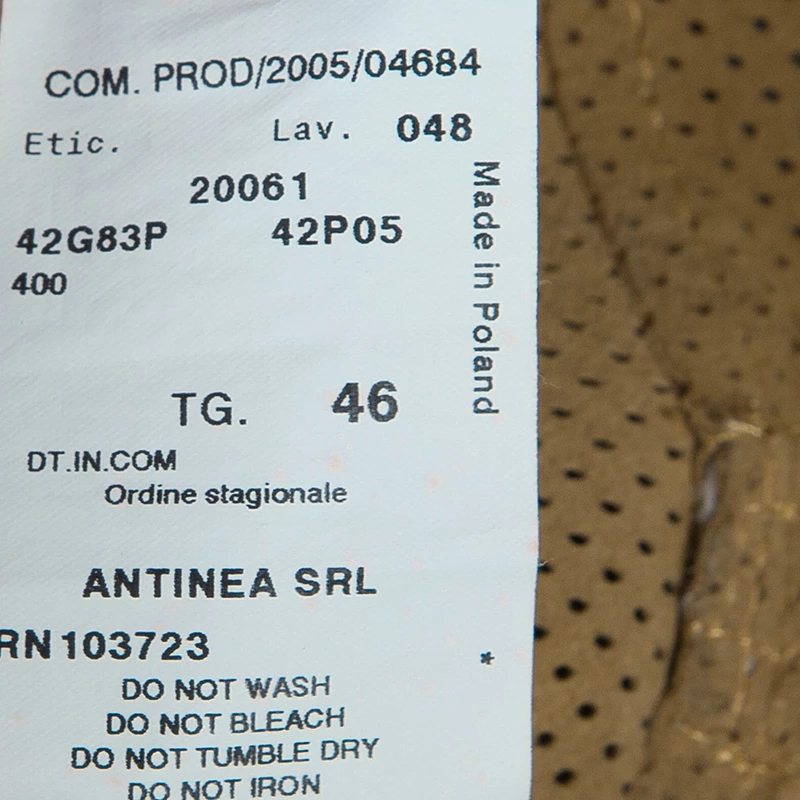 COM. PROD/2005/04684
Etic. Lav. 048
20061
42G83P 42P05
400
Made in Poland
TG. 46
DT.IN.COM
Ordine stagionale
ANTINEA SRL
RN 103723
*
DO NOT WASH
DO NOT BLEACH
DO NOT TUMBLE DRY
DO NOT IRON